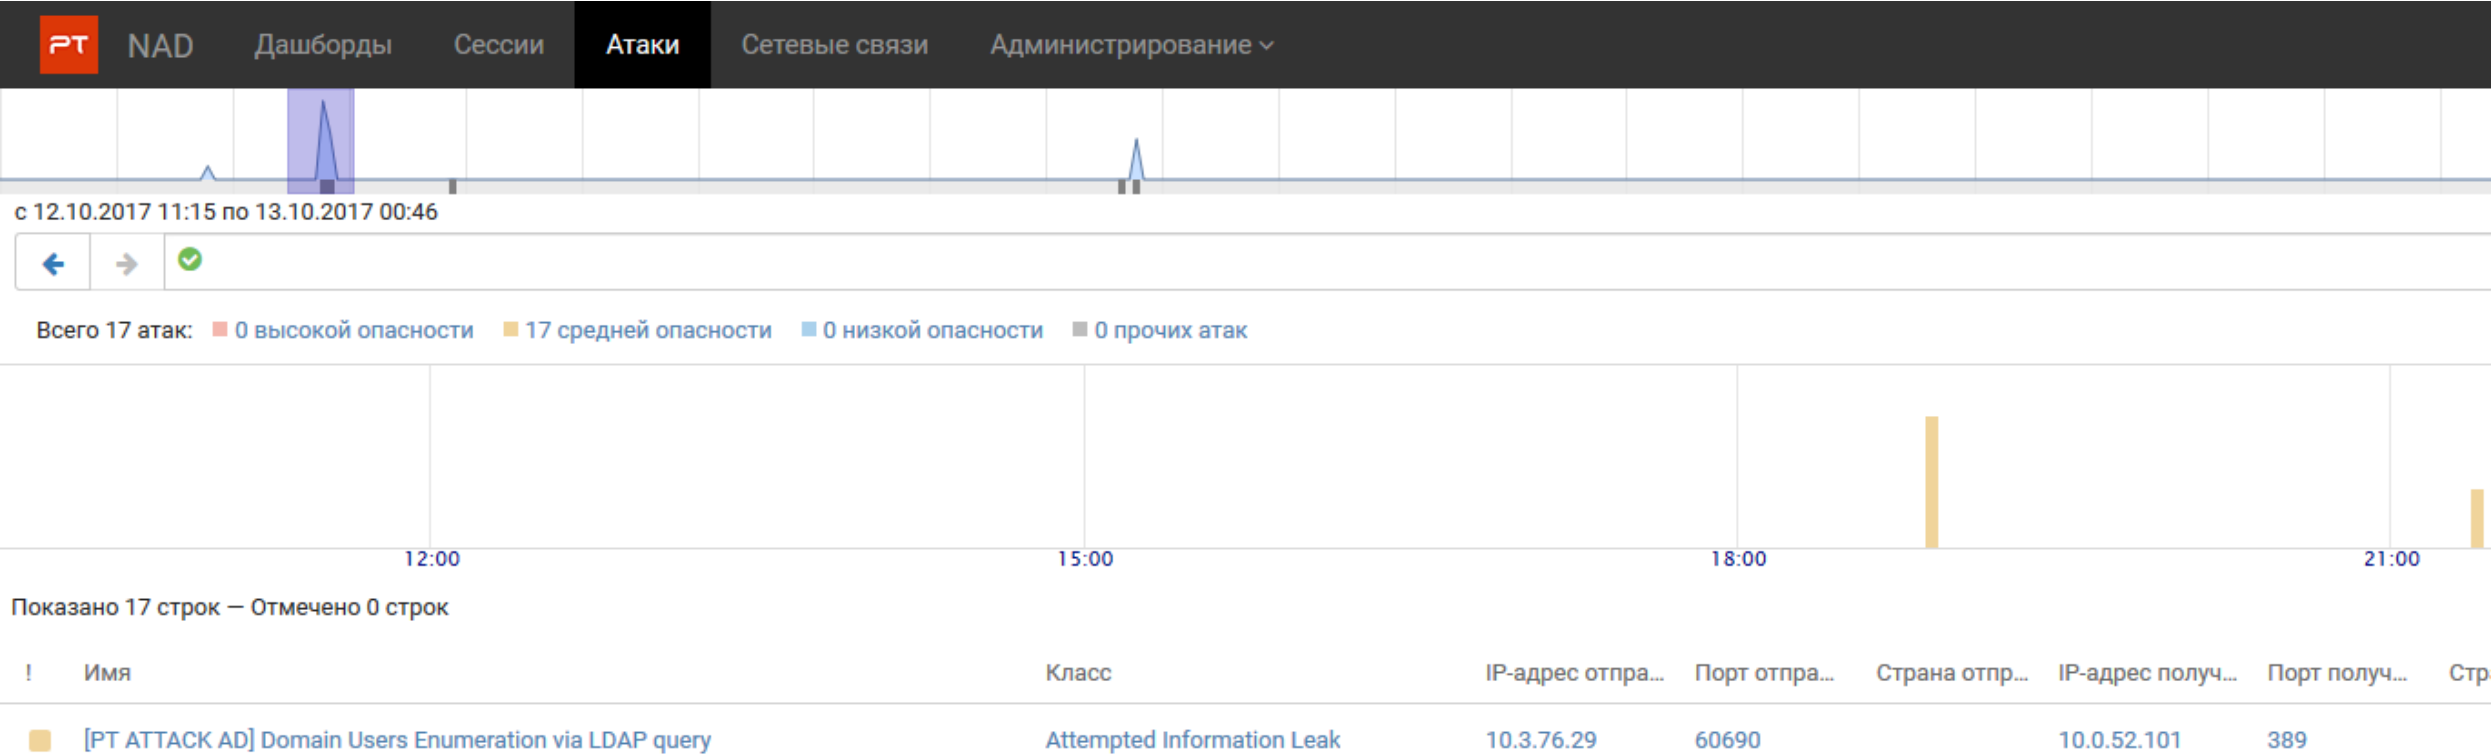 PT NAD Дашборды Сессии Атаки Сетевые связи Администрирование
с 12.10.2017 11:15 по 13.10.2017 00:46
Всего 17 атак: 0 высокой опасности 17 средней опасности 0 низкой опасности 0 прочих атак
12:00 15:00 18:00 21:00
Показано 17 строк — Отмечено 0 строк
! Имя Класс IP-адрес отпра... Порт отпра... Страна отпр... IP-адрес получ... Порт получ... Стр
[PT ATTACK AD] Domain Users Enumeration via LDAP query Attempted Information Leak 10.3.76.29 60690 10.0.52.101 389